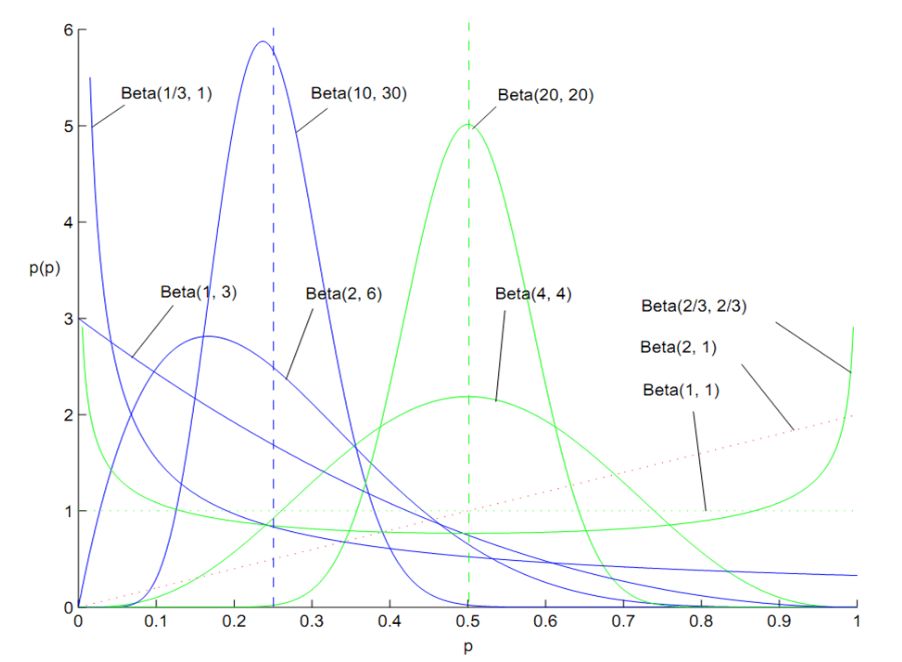 6
Beta(1/3, 1)
Beta(10, 30)
Beta(20, 20)
5
4
p(p)
Beta(1, 3)
Beta(2, 6)
Beta(4, 4)
Beta(2/3, 2/3)
3
Beta(2, 1)
Beta(1, 1)
2
1
0
0 0.1 0.2 0.3 0.4 0.5 0.6 0.7 0.8 0.9 1
p